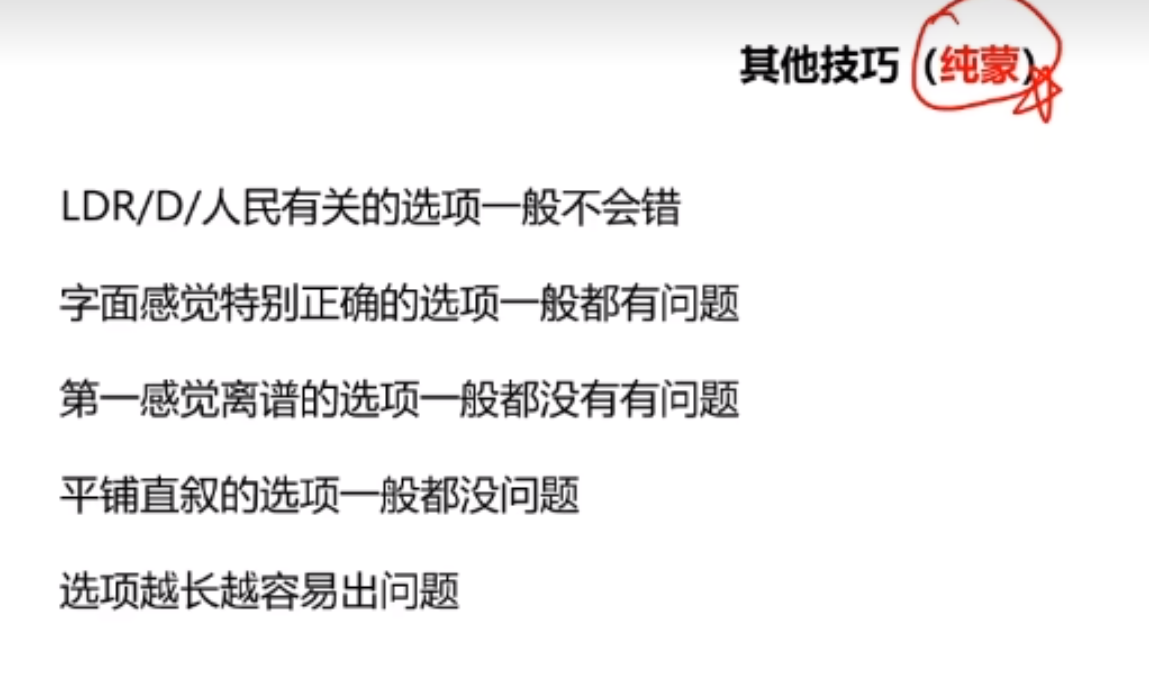 其他技巧（纯蒙）
LDR/D/人民有关的选项一般不会错
字面感觉特别正确的选项一般都有问题
第一感觉离谱的选项一般都没有有问题
平铺直叙的选项一般都没问题
选项越长越容易出问题